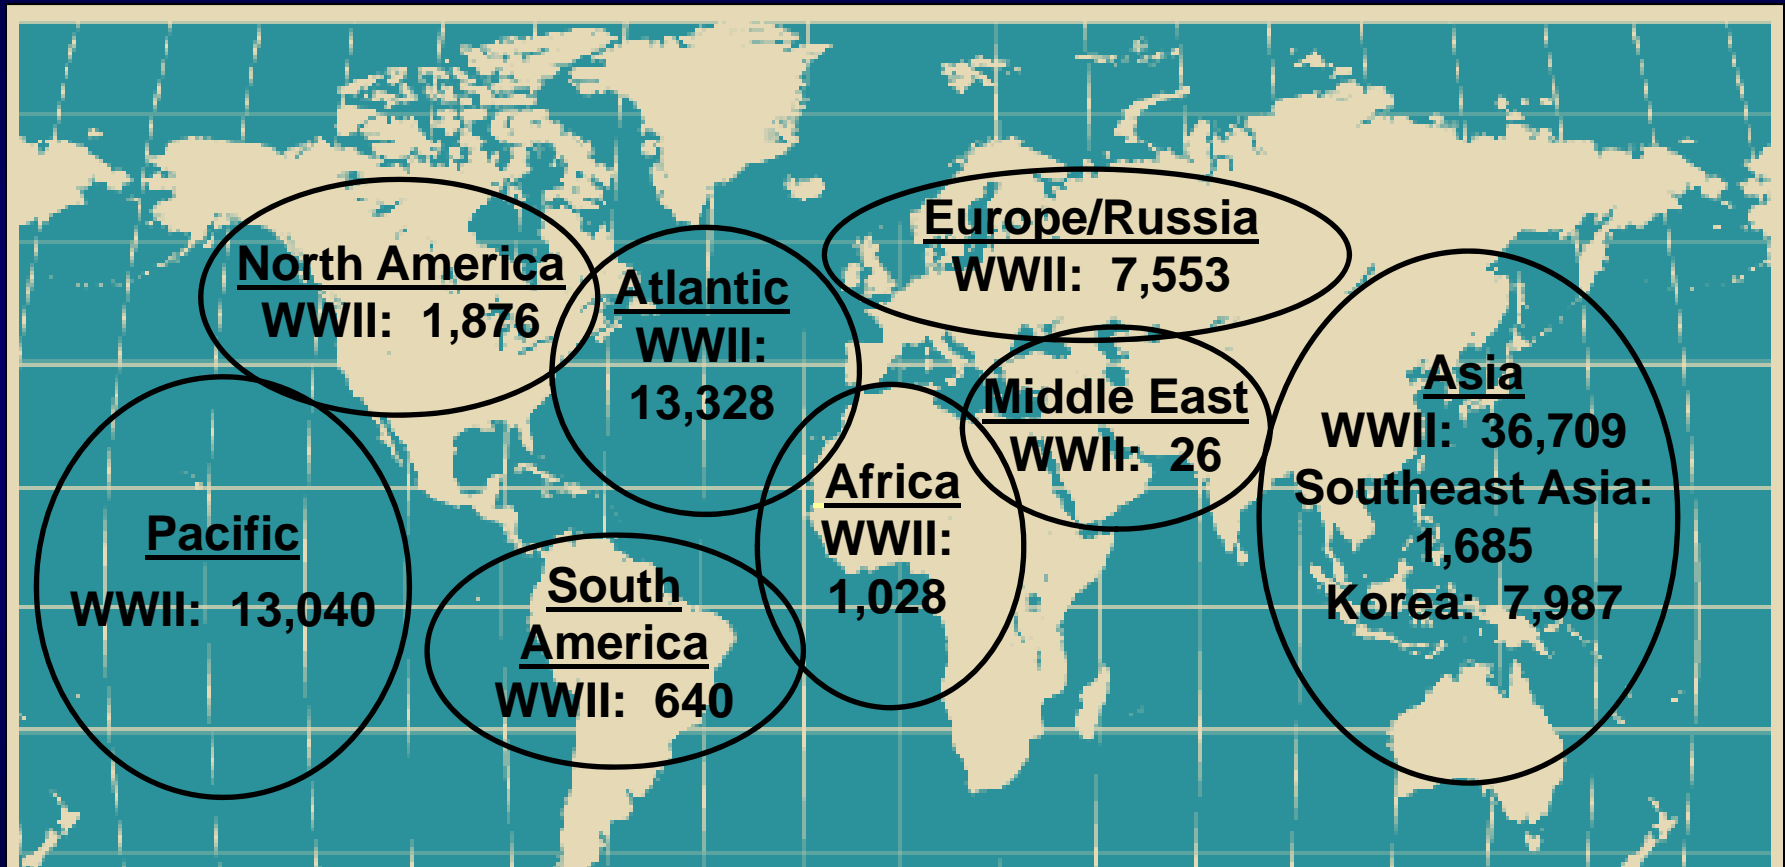 North America
WWII: 1,876
Atlantic
WWII:
13,328
Europe/Russia
WWII: 7,553
Middle East
WWII: 26
Asia
WWII: 36,709
Southeast Asia:
1,685
Korea: 7,987
Africa
WWII:
1,028
Pacific
WWII: 13,040
South
America
WWII: 640